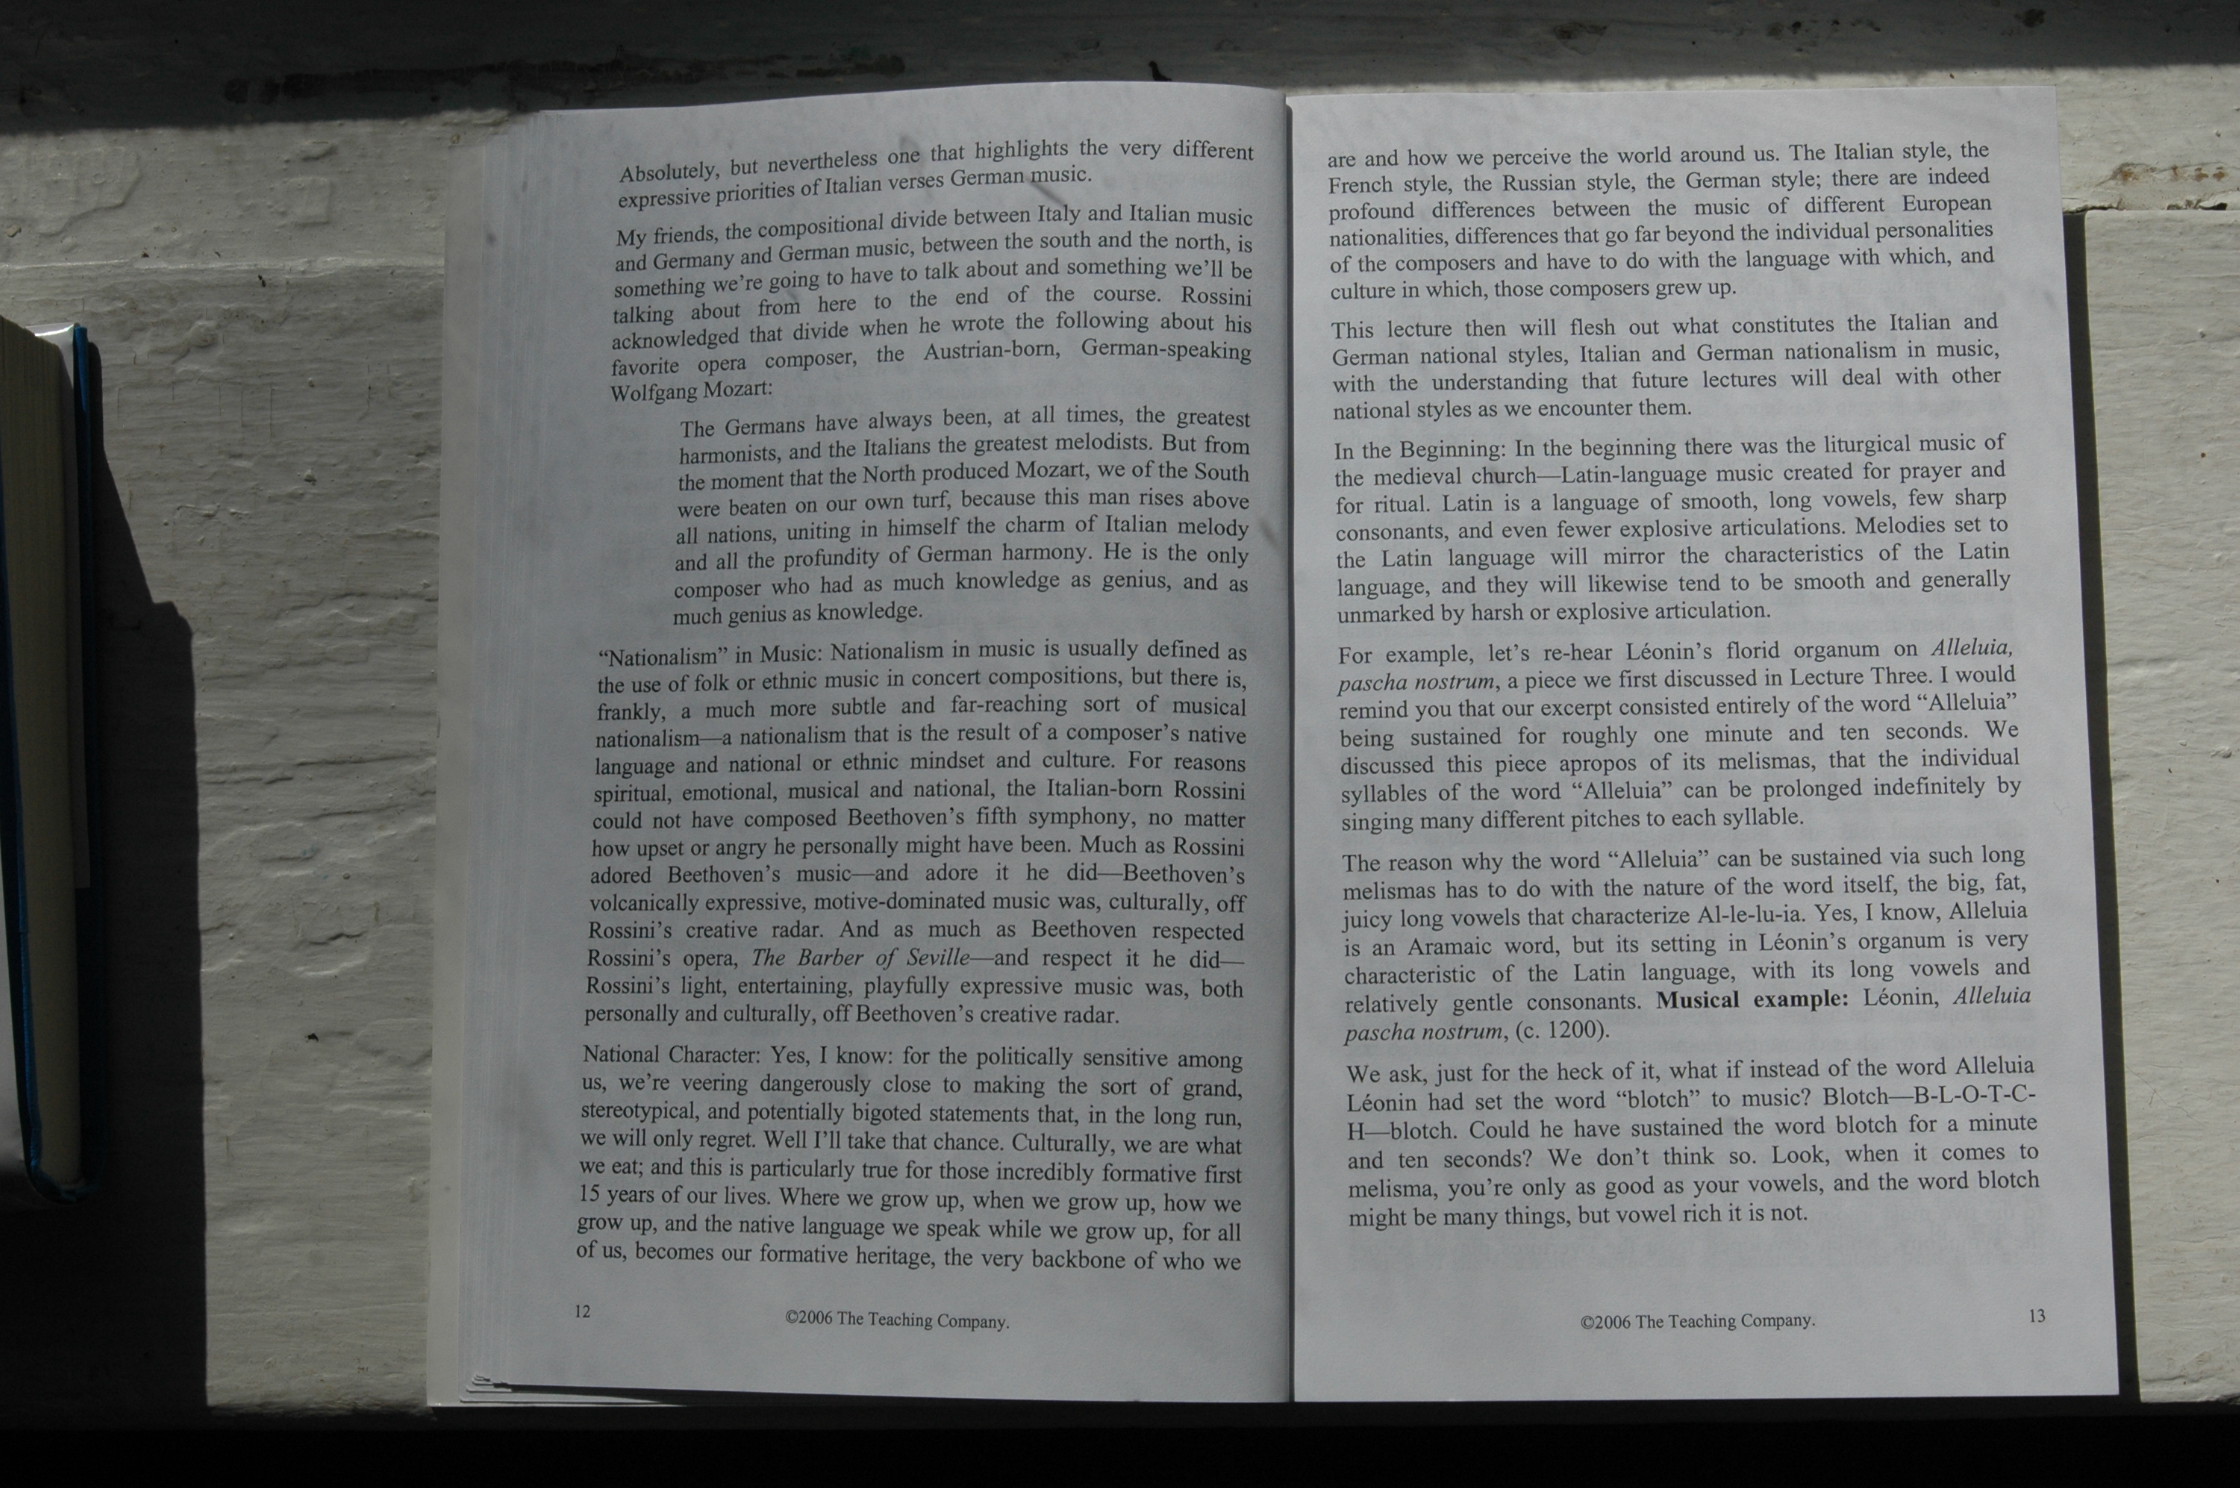 Absolutely, but nevertheless one that highlights the very different
expressive priorities of Italian verses German music.
My friends, the compositional divide between Italy and Italian music
and Germany and German music, between the south and the north, is
something we're going to have to talk about and something we'll be
talking about from here to the end of the course. Rossini
acknowledged that divide when he wrote the following about his
favorite opera composer, the Austrian-born, German-speaking
Wolfgang Mozart:
The Germans have always been, at all times, the greatest
harmonists, and the Italians the greatest melodists. But from
the moment that the North produced Mozart, we of the South
were beaten on our own turf, because this man rises above
all nations, uniting in himself the charm of Italian melody
and all the profundity of German harmony. He is the only
composer who had as much knowledge as genius, and as
much genius as knowledge.
“Nationalism” in Music: Nationalism in music is usually defined as
the use of folk or ethnic music in concert compositions, but there is,
frankly, a much more subtle and far-reaching sort of musical
nationalism—a nationalism that is the result of a composer's native
language and national or ethnic mindset and culture. For reasons
spiritual, emotional, musical and national, the Italian-born Rossini
could not have composed Beethoven's fifth symphony, no matter
how upset or angry he personally might have been. Much as Rossini
adored Beethoven's music—and adore it he did—Beethoven's
volcanically expressive, motive-dominated music was, culturally, off
Rossini's creative radar. And as much as Beethoven respected
Rossini's opera, The Barber of Seville—and respect it he did—
Rossini's light, entertaining, playfully expressive music was, both
personally and culturally, off Beethoven's creative radar.
National Character: Yes, I know: for the politically sensitive among
us, we're veering dangerously close to making the sort of grand,
stereotypical, and potentially bigoted statements that, in the long run,
we will only regret. Well I'll take that chance. Culturally, we are what
we eat; and this is particularly true for those incredibly formative first
15 years of our lives. Where we grow up, when we grow up, how we
grow up, and the native language we speak while we grow up, for all
of us, becomes our formative heritage, the very backbone of who we
12
©2006 The Teaching Company.
are and how we perceive the world around us. The Italian style, the
French style, the Russian style, the German style; there are indeed
profound differences between the music of different European
nationalities, differences that go far beyond the individual personalities
of the composers and have to do with the language with which, and
culture in which, those composers grew up.
This lecture then will flesh out what constitutes the Italian and
German national styles, Italian and German nationalism in music,
with the understanding that future lectures will deal with other
national styles as we encounter them.
In the Beginning: In the beginning there was the liturgical music of
the medieval church—Latin-language music created for prayer and
for ritual. Latin is a language of smooth, long vowels, few sharp
consonants, and even fewer explosive articulations. Melodies set to
the Latin language will mirror the characteristics of the Latin
language, and they will likewise tend to be smooth and generally
unmarked by harsh or explosive articulation.
For example, let's re-hear Léonin's florid organum on Alleluia,
pascha nostrum, a piece we first discussed in Lecture Three. I would
remind you that our excerpt consisted entirely of the word “Alleluia”
being sustained for roughly one minute and ten seconds. We
discussed this piece apropos of its melismas, that the individual
syllables of the word “Alleluia” can be prolonged indefinitely by
singing many different pitches to each syllable.
The reason why the word “Alleluia” can be sustained via such long
melismas has to do with the nature of the word itself, the big, fat,
juicy long vowels that characterize Al-le-lu-ia. Yes, I know, Alleluia
is an Aramaic word, but its setting in Léonin's organum is very
characteristic of the Latin language, with its long vowels and
relatively gentle consonants. Musical example: Léonin, Alleluia
pascha nostrum, (c. 1200).
We ask, just for the heck of it, what if instead of the word Alleluia
Léonin had set the word “blotch” to music? Blotch—B-L-O-T-C-
H—blotch. Could he have sustained the word blotch for a minute
and ten seconds? We don't think so. Look, when it comes to
melisma, you're only as good as your vowels, and the word blotch
might be many things, but vowel rich it is not.
©2006 The Teaching Company.
13